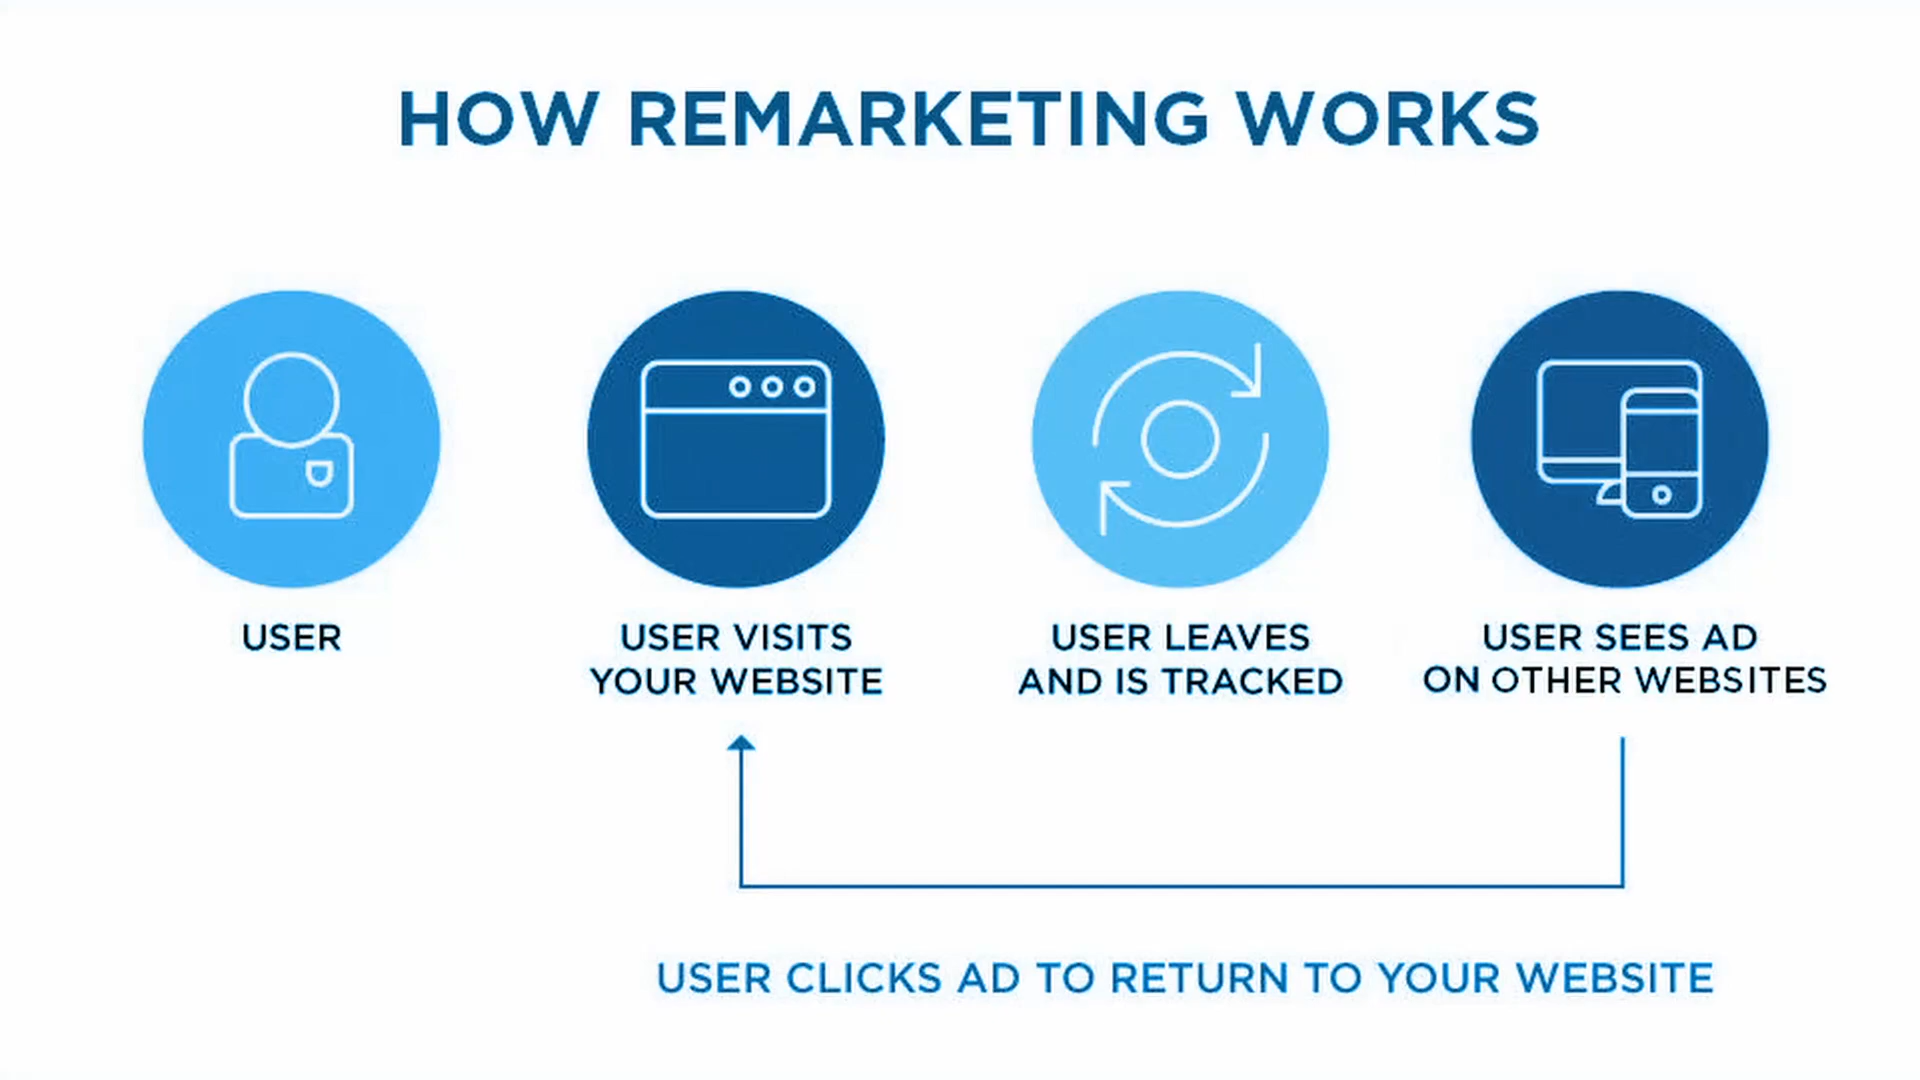 HOW REMARKETING WORKS
USER
USER VISITS
YOUR WEBSITE
USER LEAVES
AND IS TRACKED
USER SEES AD
ON OTHER WEBSITES
USER CLICKS AD TO RETURN TO YOUR WEBSITE